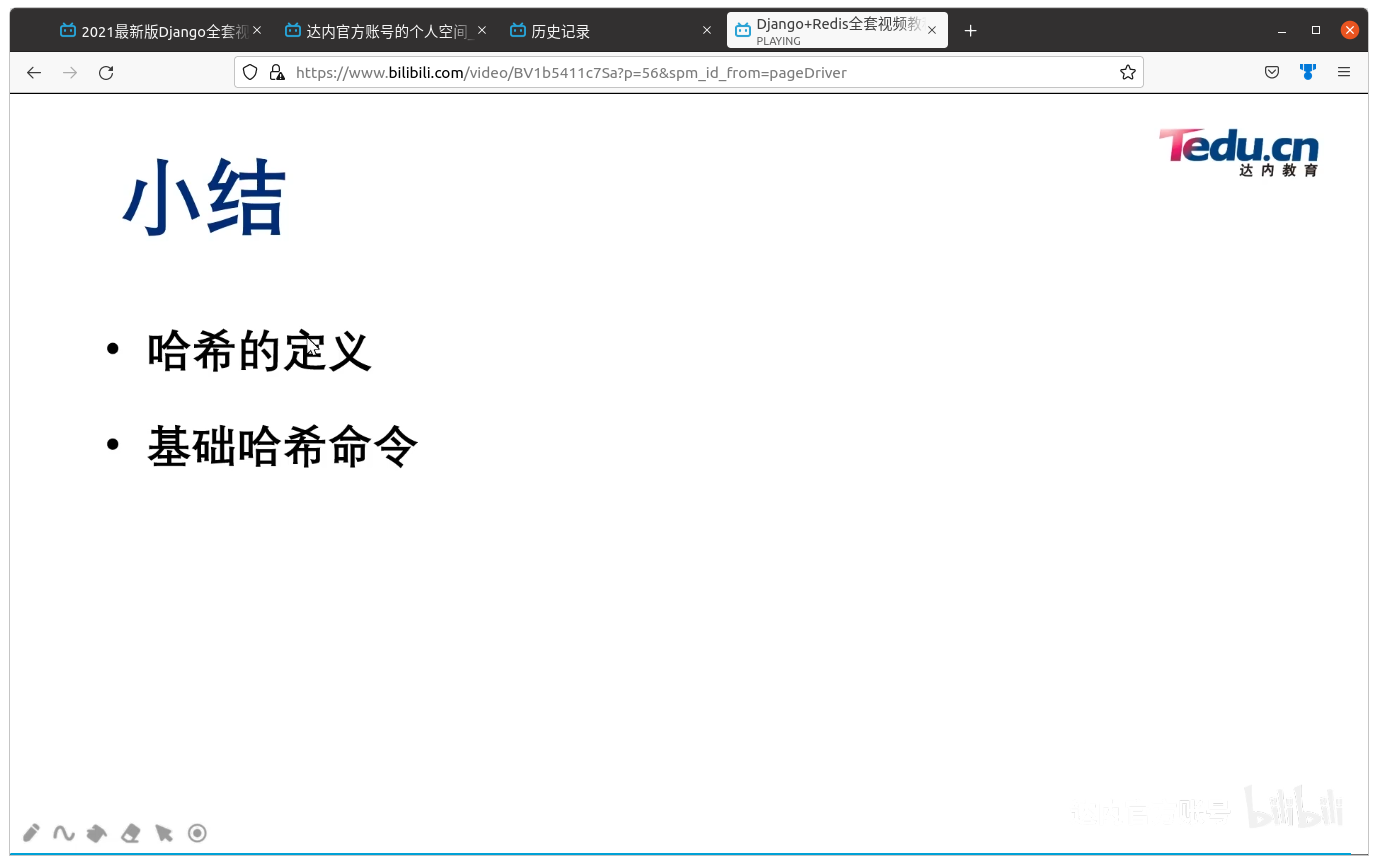 2021最新版Django全套视
达内官方账号的个人空间_
历史记录
Django+Redis全套视频教
PLAYING
https://www.bilibili.com/video/BV1b5411c7Sa?p=56&spm_id_from=pageDriver
Tedu.cn
达内教育
小结
• 哈希的定义
• 基础哈希命令
bilibili